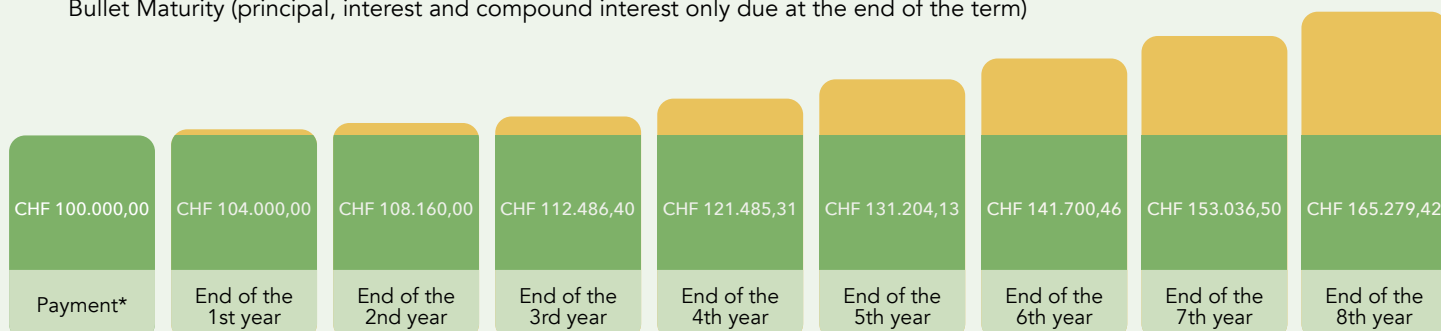 Bullet Maturity (principal, interest and compound interest only due at the end of the term)
CHF 100.000,00
CHF 104.000,00
CHF 108.160,00
CHF 112.486,40
CHF 121.485,31
CHF 131.204,13
CHF 141.700,46
CHF 153.036,50
CHF 165.279,42
Payment*
End of the
1st year
End of the
2nd year
End of the
3rd year
End of the
4th year
End of the
5th year
End of the
6th year
End of the
7th year
End of the
8th year